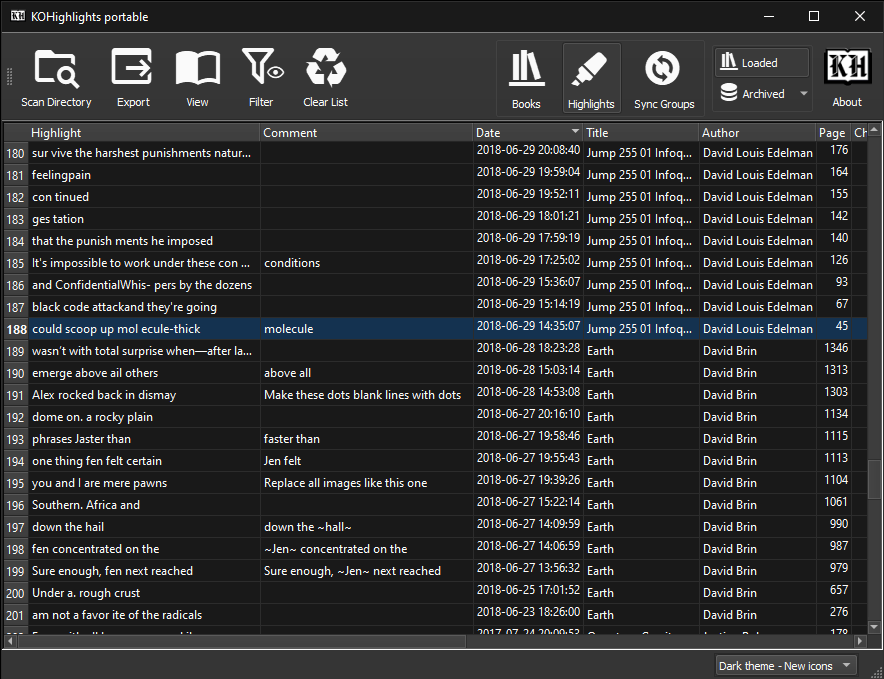 KH KOHighlights portable
Scan Directory Export View Filter Clear List Books Highlights Sync Groups Loaded Archived KH About
Highlight Comment Date Title Author Page Ch
180 sur vive the harshest punishments natur... 2018-06-29 20:08:40 Jump 255 01 Infoq... David Louis Edelman 176
181 feelingpain 2018-06-29 19:59:04 Jump 255 01 Infoq... David Louis Edelman 164
182 con tinued 2018-06-29 19:52:11 Jump 255 01 Infoq... David Louis Edelman 155
183 ges tation 2018-06-29 18:01:21 Jump 255 01 Infoq... David Louis Edelman 142
184 that the punish ments he imposed 2018-06-29 17:59:19 Jump 255 01 Infoq... David Louis Edelman 140
185 It's impossible to work under these con ... conditions 2018-06-29 17:25:02 Jump 255 01 Infoq... David Louis Edelman 126
186 and ConfidentialWhis- pers by the dozens 2018-06-29 15:36:07 Jump 255 01 Infoq... David Louis Edelman 93
187 black code attackand they're going 2018-06-29 15:14:19 Jump 255 01 Infoq... David Louis Edelman 67
188 could scoop up mol ecule-thick molecule 2018-06-29 14:35:07 Jump 255 01 Infoq... David Louis Edelman 45
189 wasn't with total surprise when—after la... 2018-06-28 18:23:28 Earth David Brin 1346
190 emerge above ail others above all 2018-06-28 15:03:14 Earth David Brin 1313
191 Alex rocked back in dismay Make these dots blank lines with dots 2018-06-28 14:53:08 Earth David Brin 1303
192 dome on. a rocky plain 2018-06-27 20:16:10 Earth David Brin 1134
193 phrases Jaster than faster than 2018-06-27 19:58:46 Earth David Brin 1115
194 one thing fen felt certain Jen felt 2018-06-27 19:55:43 Earth David Brin 1113
195 you and I are mere pawns Replace all images like this one 2018-06-27 19:39:26 Earth David Brin 1104
196 Southern. Africa and 2018-06-27 15:22:14 Earth David Brin 1061
197 down the hail down the ~hall~ 2018-06-27 14:09:59 Earth David Brin 990
198 fen concentrated on the ~Jen~ concentrated on the 2018-06-27 14:06:59 Earth David Brin 987
199 Sure enough, fen next reached Sure enough, ~Jen~ next reached 2018-06-27 13:56:32 Earth David Brin 979
200 Under a. rough crust 2018-06-25 17:01:52 Earth David Brin 657
201 am not a favor ite of the radicals 2018-06-23 18:26:00 Earth David Brin 276
2017-07-24 20:09:53 178
Dark theme - New icons